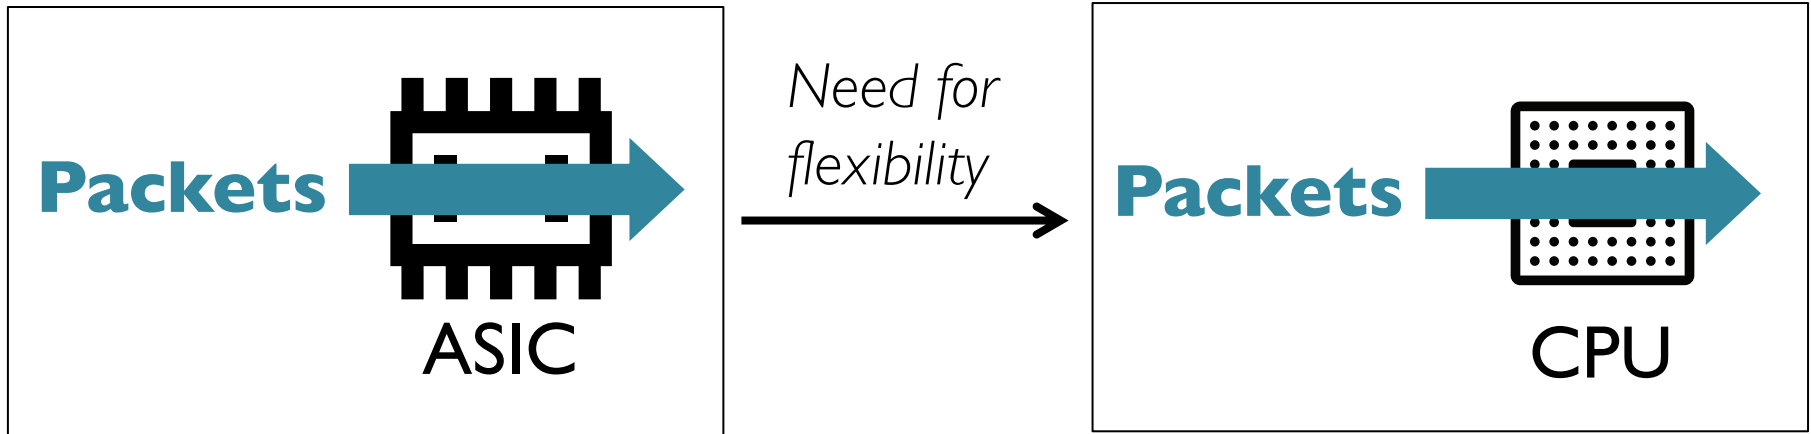 Packets
ASIC
Need for
flexibility
Packets
CPU